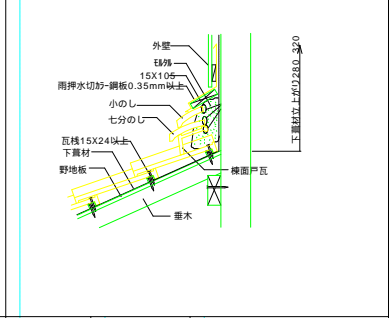 外壁
ﾓﾙﾀﾙ
15X105
雨押水切ｶﾗｰ鋼板0.35mm以上
小のし
七分のし
瓦桟15X24以上
下葺材
野地板
棟面戸瓦
垂木
下葺材立上がり280 320